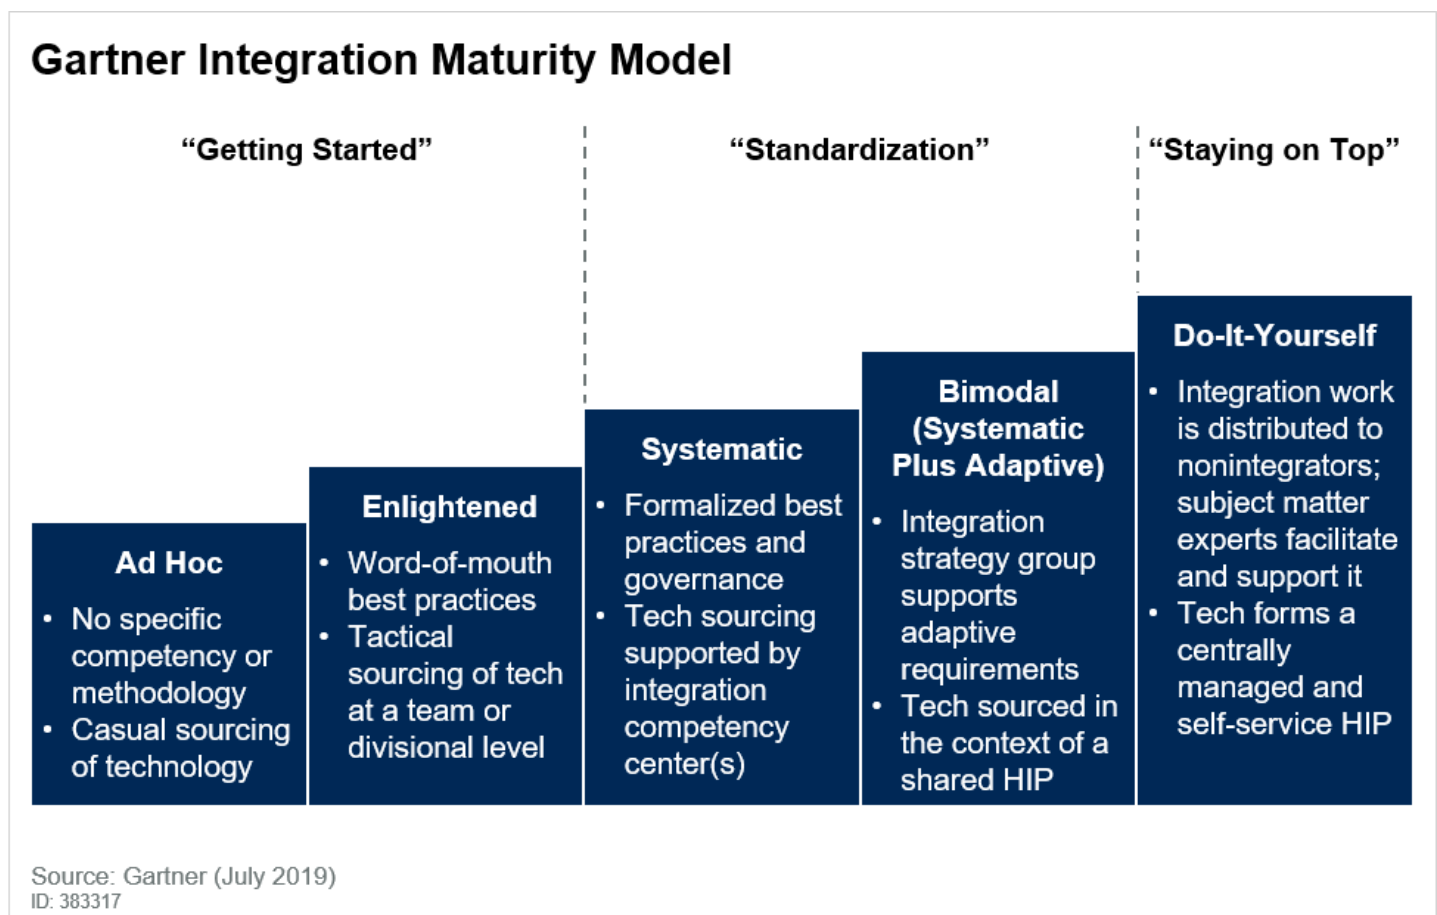 Gartner Integration Maturity Model
“Getting Started”
“Standardization”
“Staying on Top”
Ad Hoc
• No specific
competency or
methodology
• Casual sourcing
of technology
Enlightened
• Word-of-mouth
best practices
• Tactical
sourcing of tech
at a team or
divisional level
Systematic
• Formalized best
practices and
governance
• Tech sourcing
supported by
integration
competency
center(s)
Bimodal
(Systematic
Plus Adaptive)
• Integration
strategy group
supports
adaptive
requirements
• Tech sourced in
the context of a
shared HIP
Do-It-Yourself
• Integration work
is distributed to
nonintegrators;
subject matter
experts facilitate
and support it
• Tech forms a
centrally
managed and
self-service HIP
Source: Gartner (July 2019)
ID: 383317